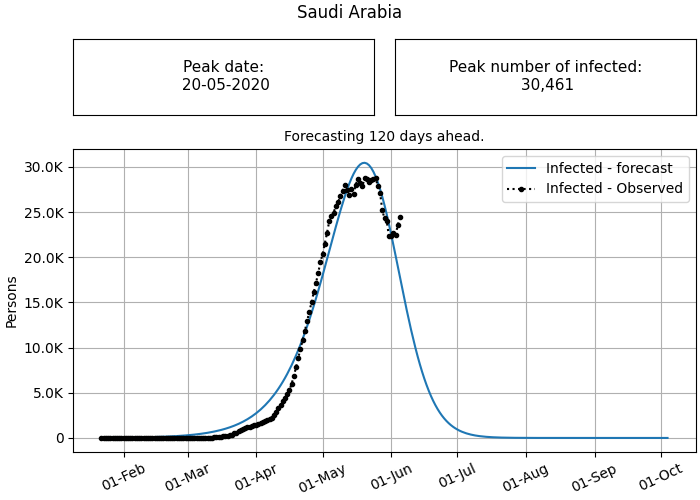 Saudi Arabia
Peak date:
20-05-2020
Peak number of infected:
30,461
Forecasting 120 days ahead.
Infected - forecast
Infected - Observed
Persons
30.0K
25.0K
20.0K
15.0K
10.0K
5.0K
0
01-Feb
01-Mar
01-Apr
01-May
01-Jun
01-Jul
01-Aug
01-Sep
01-Oct